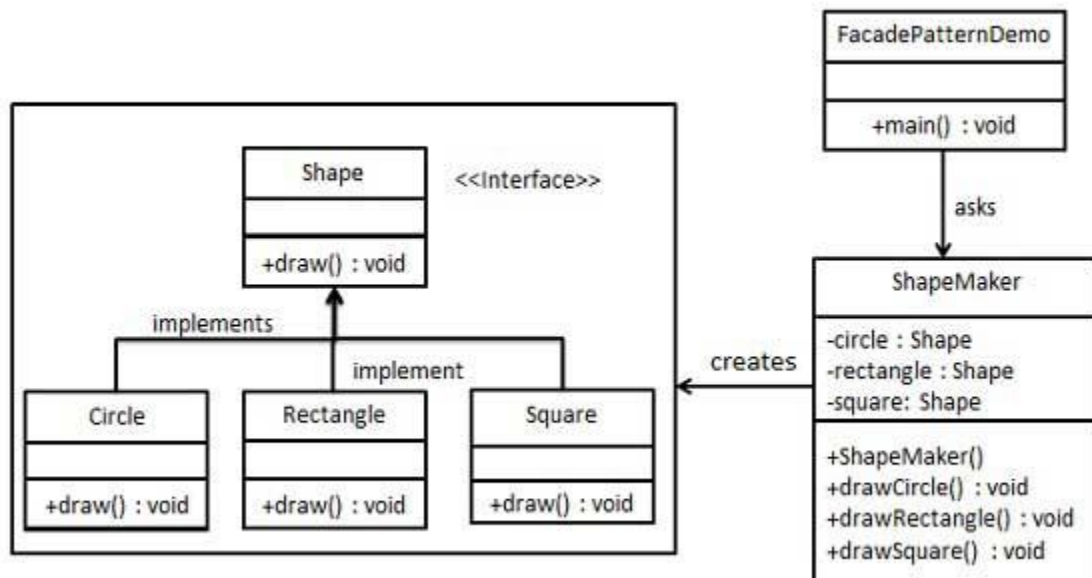 FacadePatternDemo
+main() : void
asks
Shape
<<Interface>>
+draw() : void
implements
implement
Circle
+draw() : void
Rectangle
+draw() : void
Square
+draw() : void
creates
ShapeMaker
-circle : Shape
-rectangle : Shape
-square: Shape
+ShapeMaker()
+drawCircle() : void
+drawRectangle() : void
+drawSquare() : void